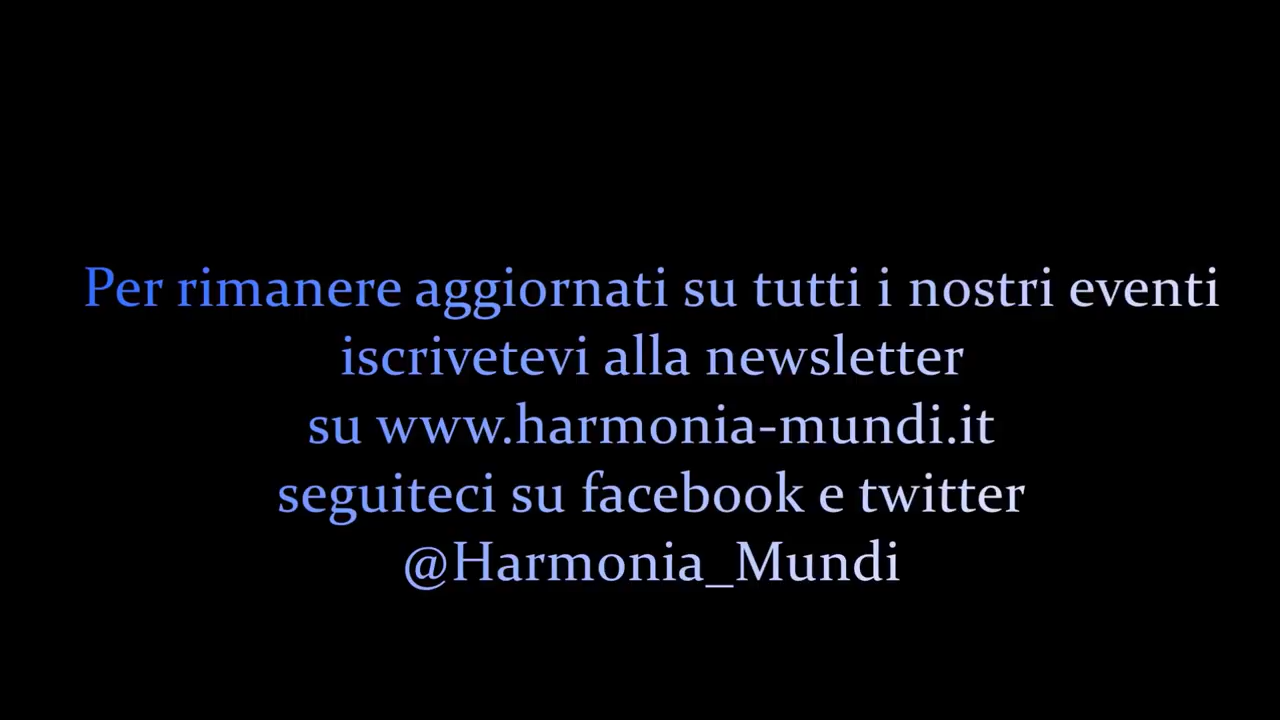 Per rimanere aggiornati su tutti i nostri eventi
iscrivetevi alla newsletter
su www.harmonia-mundi.it
seguiteci su facebook e twitter
@Harmonia_Mundi